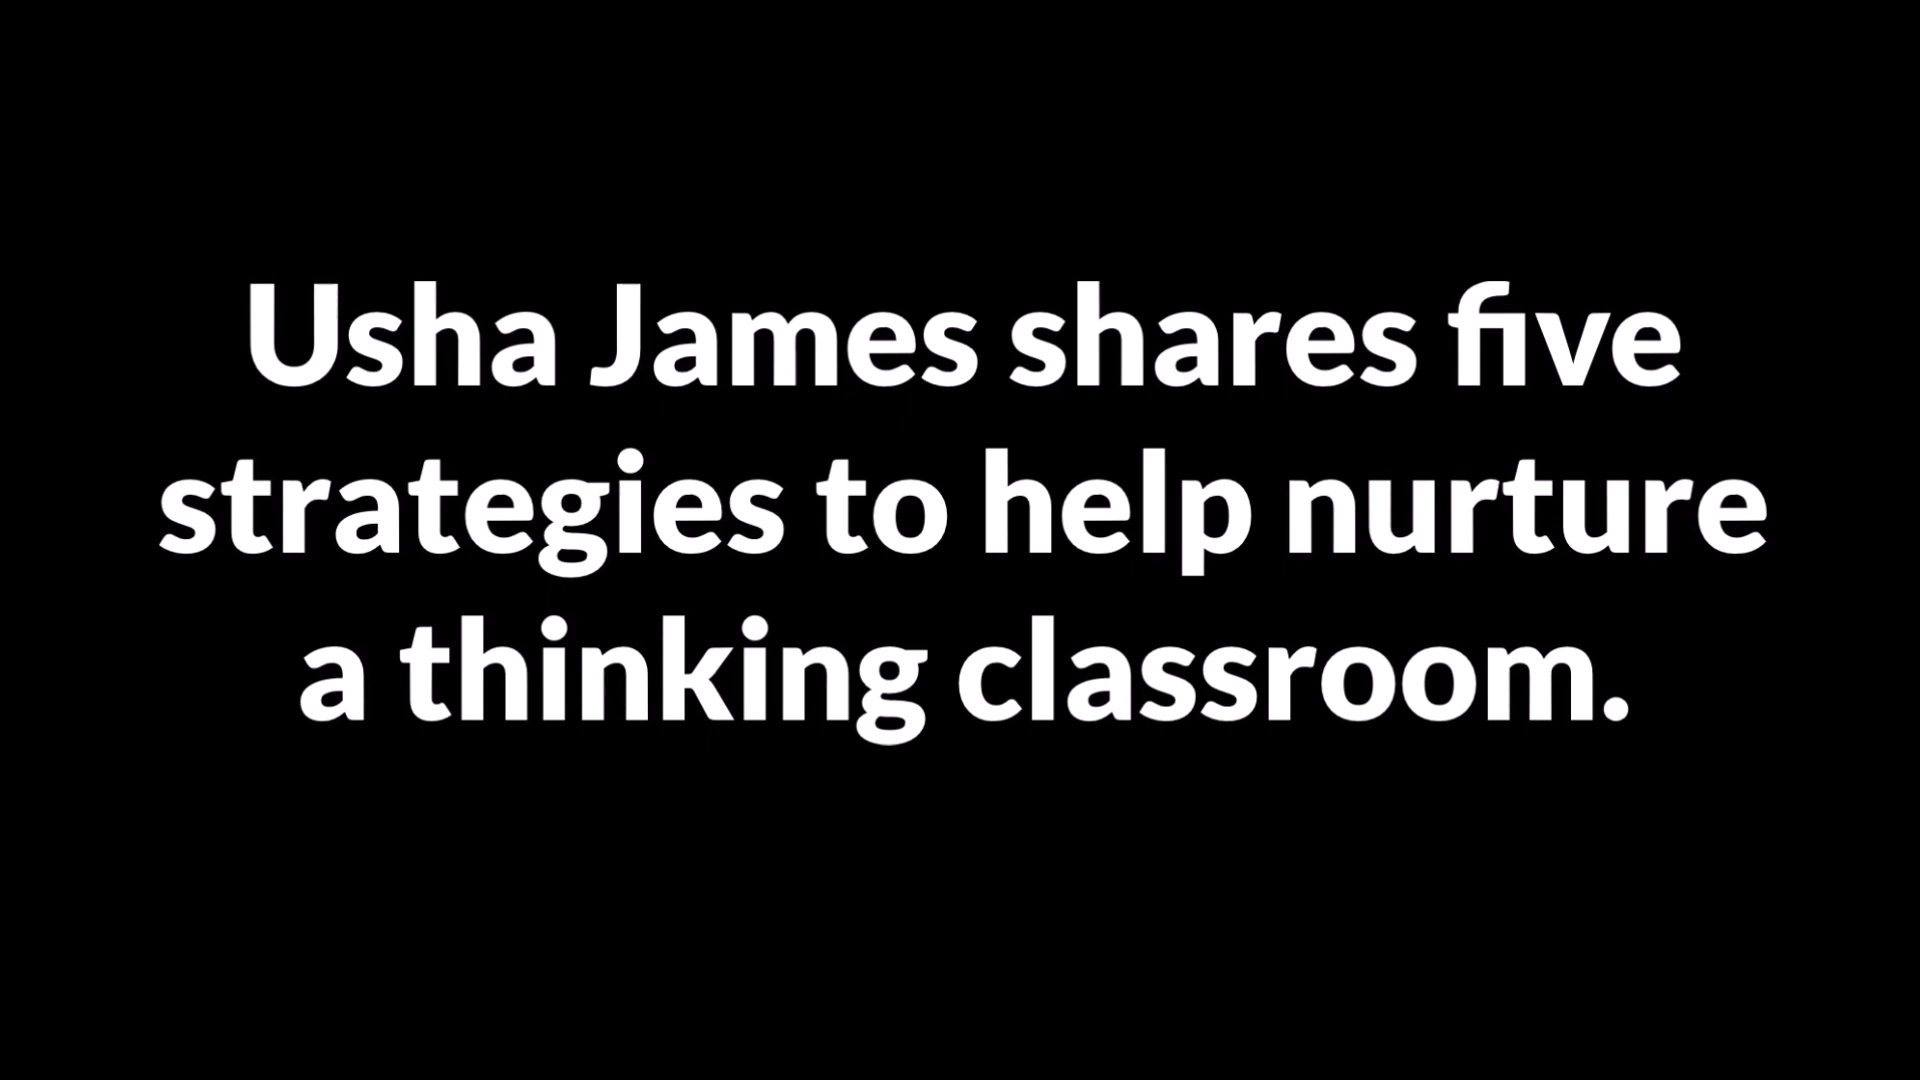 Usha James shares five
strategies to help nurture
a thinking classroom.